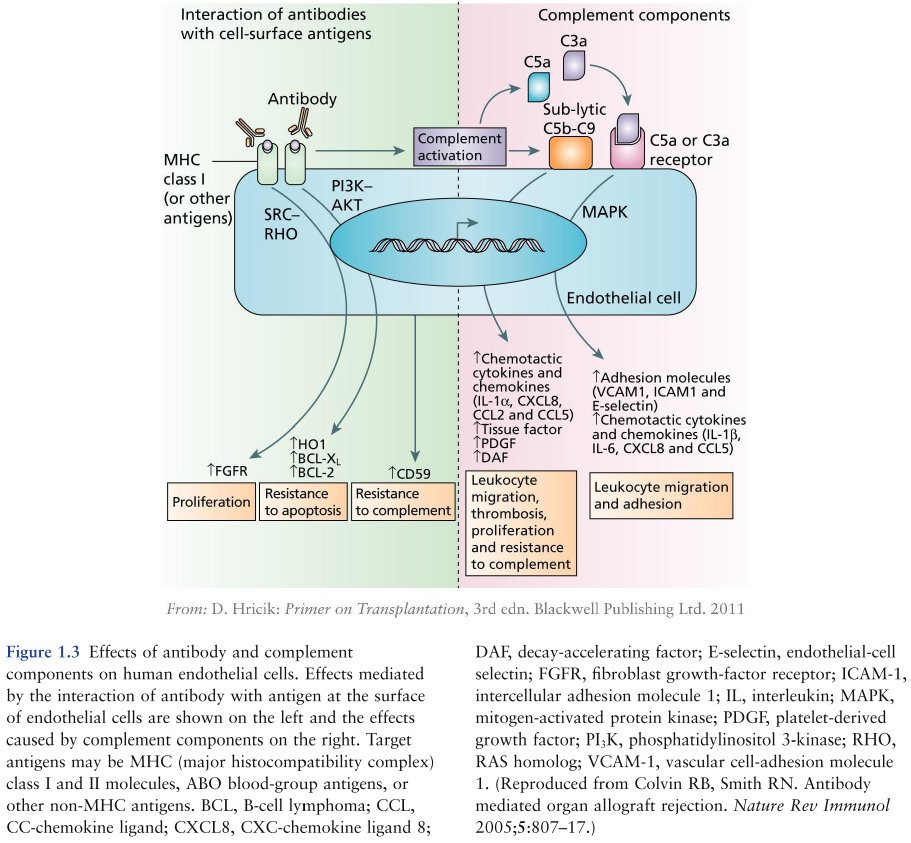 Interaction of antibodies
with cell-surface antigens
Complement components
C3a
C5a
Antibody
Sub-lytic
C5b-C9
Complement
activation
C5a or C3a
receptor
MHC
class I
(or other
antigens)
PI3K–
AKT
SRC–
RHO
MAPK
Endothelial cell
↑Chemotactic
cytokines and
chemokines
(IL-1α, CXCL8,
CCL2 and CCL5)
↑Tissue factor
↑PDGF
↑DAF
↑Adhesion molecules
(VCAM1, ICAM1 and
E-selectin)
↑Chemotactic cytokines
and chemokines (IL-1β,
IL-6, CXCL8 and CCL5)
↑FGFR
↑HO1
↑BCL-XL
↑BCL-2
↑CD59
Proliferation
Resistance
to apoptosis
Resistance
to complement
Leukocyte
migration,
thrombosis,
proliferation
and resistance
to complement
Leukocyte migration
and adhesion
From: D. Hricik: Primer on Transplantation, 3rd edn. Blackwell Publishing Ltd. 2011
Figure 1.3 Effects of antibody and complement
components on human endothelial cells. Effects mediated
by the interaction of antibody with antigen at the surface
of endothelial cells are shown on the left and the effects
caused by complement components on the right. Target
antigens may be MHC (major histocompatibility complex)
class I and II molecules, ABO blood-group antigens, or
other non-MHC antigens. BCL, B-cell lymphoma; CCL,
CC-chemokine ligand; CXCL8, CXC-chemokine ligand 8;
DAF, decay-accelerating factor; E-selectin, endothelial-cell
selectin; FGFR, fibroblast growth-factor receptor; ICAM-1,
intercellular adhesion molecule 1; IL, interleukin; MAPK,
mitogen-activated protein kinase; PDGF, platelet-derived
growth factor; PI3K, phosphatidylinositol 3-kinase; RHO,
RAS homolog; VCAM-1, vascular cell-adhesion molecule
1. (Reproduced from Colvin RB, Smith RN. Antibody
mediated organ allograft rejection. Nature Rev Immunol
2005;5:807–17.)